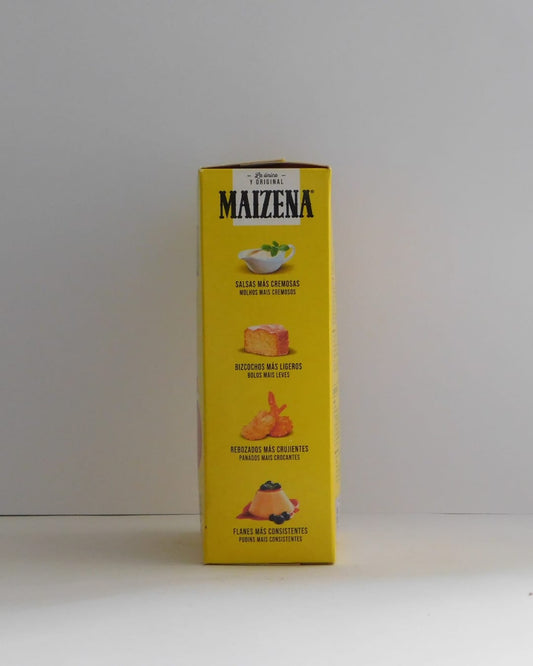 La única
Y ORIGINAL
MAIZENA®
SALSAS MÁS CREMOSAS
MOLHOS MAIS CREMOSOS
BIZCOCHOS MÁS LIGEROS
BOLOS MAIS LEVES
REBOZADOS MÁS CRUJIENTES
PANADOS MAIS CROCANTES
FLANES MÁS CONSISTENTES
PUDINS MAIS CONSISTENTES